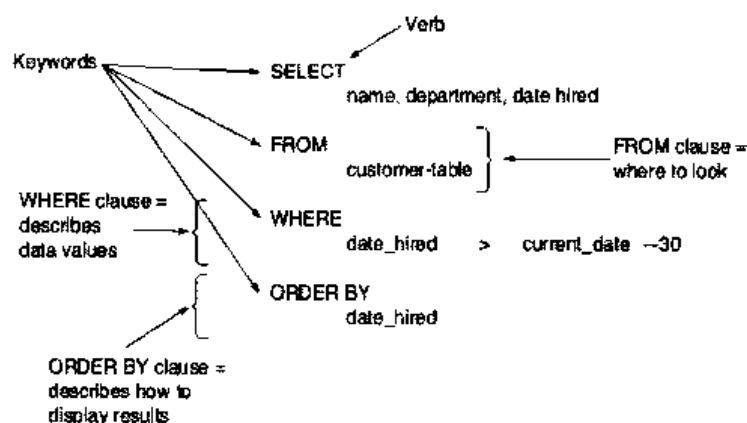 Verb
Keywords
SELECT
name, department, date hired
FROM
customer-table
FROM clause =
where to look
WHERE clause =
describes
data values
WHERE
date_hired > current_date --30
ORDER BY
date_hired
ORDER BY clause =
describes how to
display results